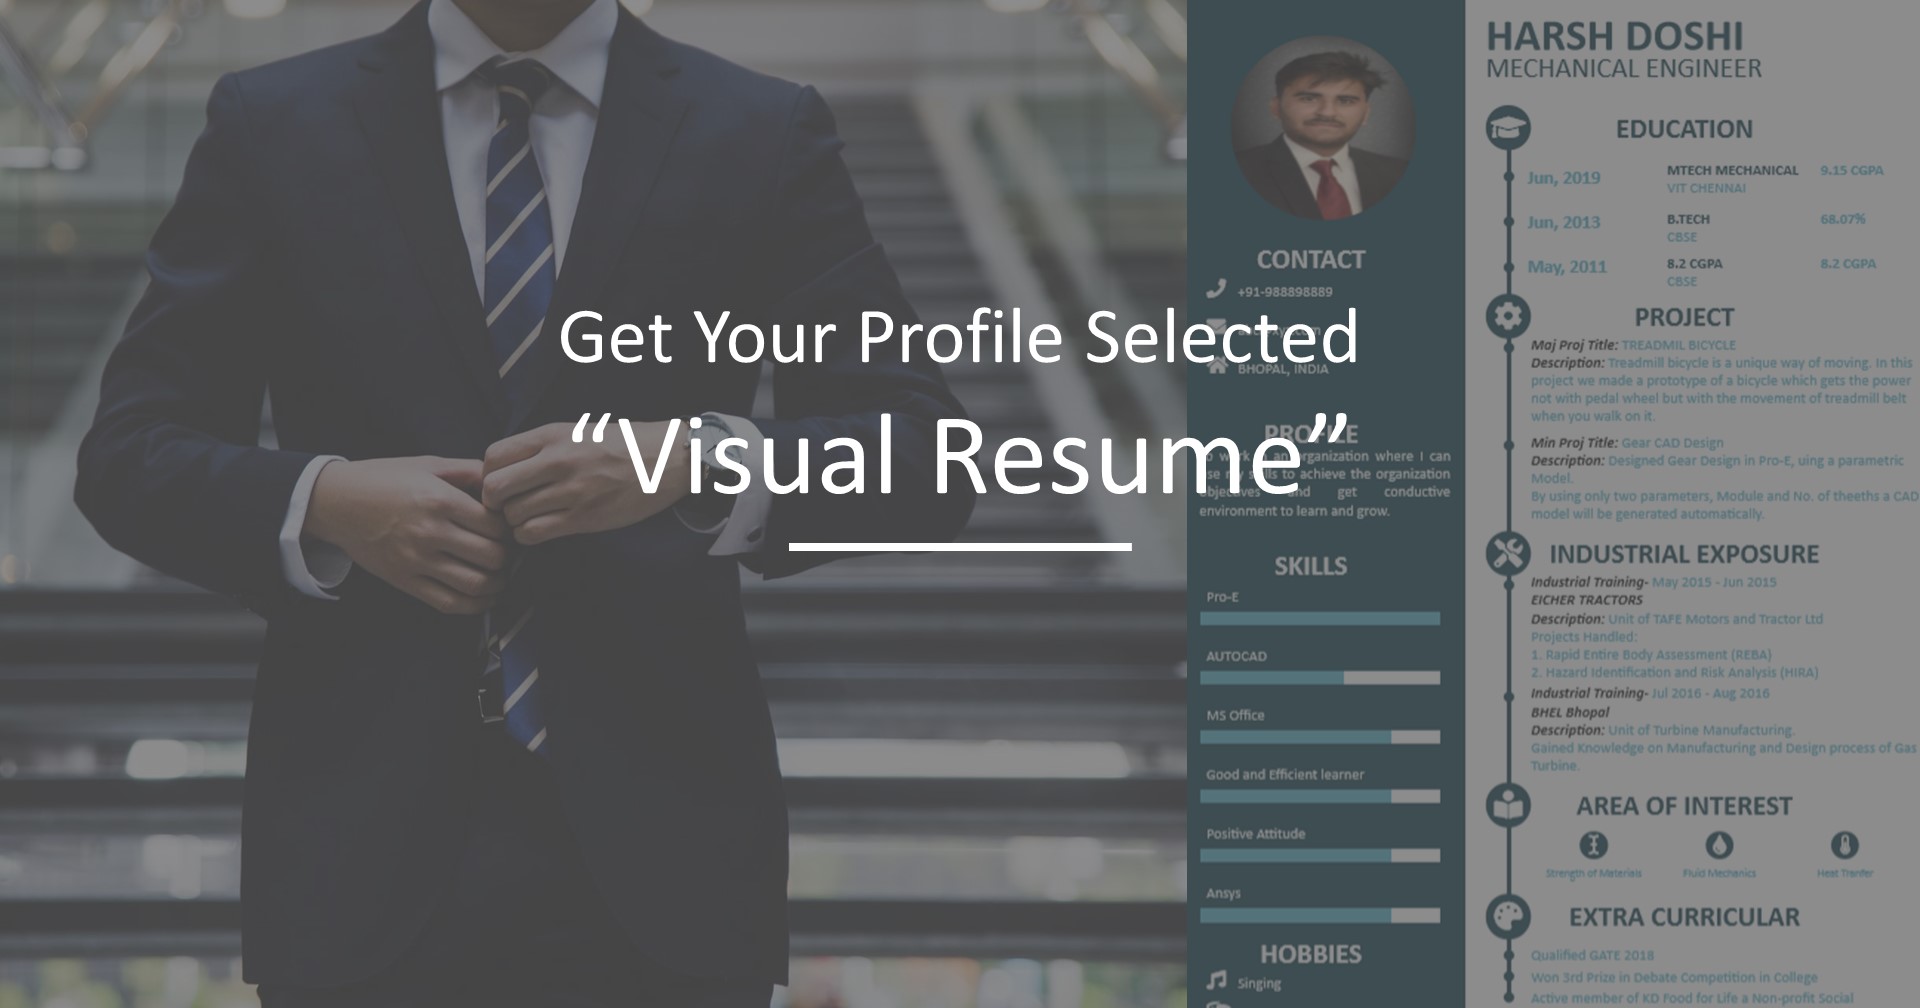 Get Your Profile Selected
“Visual Resume”
CONTACT
+91-988898889
BHOPAL, INDIA
PROFILE
work an organization where I can
my skills to achieve the organization
objectives and get conductive
environment to learn and grow.
SKILLS
Pro-E
AUTOCAD
MS Office
Good and Efficient learner
Positive Attitude
Ansys
HOBBIES
Singing
HARSH DOSHI
MECHANICAL ENGINEER
EDUCATION
Jun, 2019 MTECH MECHANICAL 9.15 CGPA
VIT CHENNAI
Jun, 2013 B.TECH 68.07%
CBSE
May, 2011 8.2 CGPA 8.2 CGPA
CBSE
PROJECT
Maj Proj Title: TREADMIL BICYCLE
Description: Treadmill bicycle is a unique way of moving. In this
project we made a prototype of a bicycle which gets the power
not with pedal wheel but with the movement of treadmill belt
when you walk on it.
Min Proj Title: Gear CAD Design
Description: Designed Gear Design in Pro-E, uing a parametric
Model.
By using only two parameters, Module and No. of theeths a CAD
model will be generated automatically.
INDUSTRIAL EXPOSURE
Industrial Training- May 2015 - Jun 2015
EICHER TRACTORS
Description: Unit of TAFE Motors and Tractor Ltd
Projects Handled:
1. Rapid Entire Body Assessment (REBA)
2. Hazard Identification and Risk Analysis (HIRA)
Industrial Training- Jul 2016 - Aug 2016
BHEL Bhopal
Description: Unit of Turbine Manufacturing.
Gained Knowledge on Manufacturing and Design process of Gas
Turbine.
AREA OF INTEREST
Strength of Materials Fluid Mechanics Heat Tranfer
EXTRA CURRICULAR
Qualified GATE 2018
Won 3rd Prize in Debate Competition in College
Active member of KD Food for Life a Non-profit Social